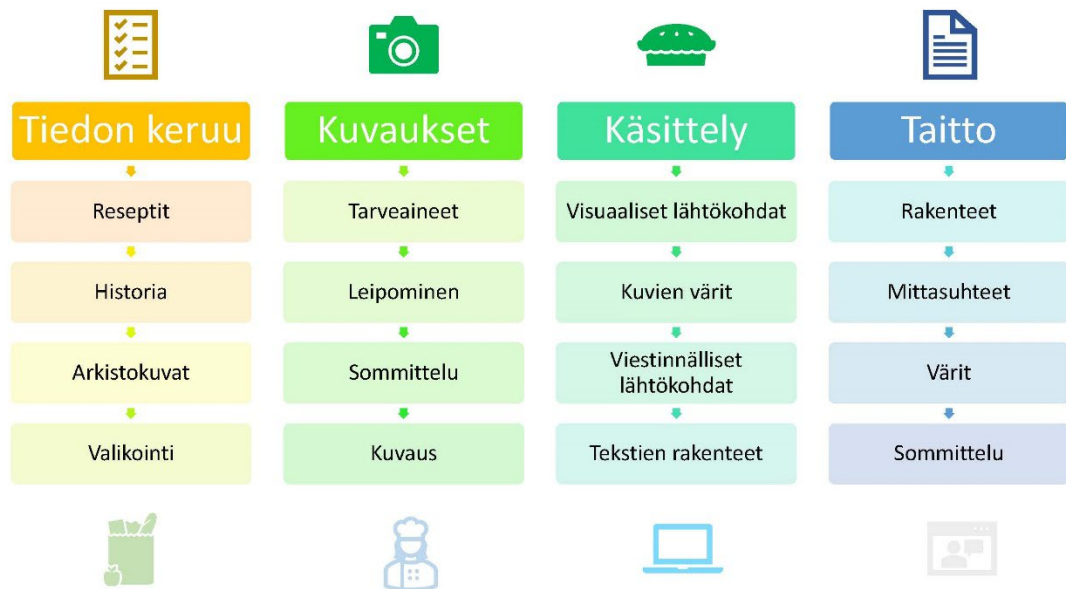 Tiedon keruu
Reseptit
Historia
Arkistokuvat
Valikointi
Kuvaukset
Tarveaineet
Leipominen
Sommittelu
Kuvaus
Käsittely
Visuaaliset lähtökohdat
Kuvien värit
Viestinnälliset
lähtökohdat
Tekstien rakenteet
Taitto
Rakenteet
Mittasuhteet
Värit
Sommittelu